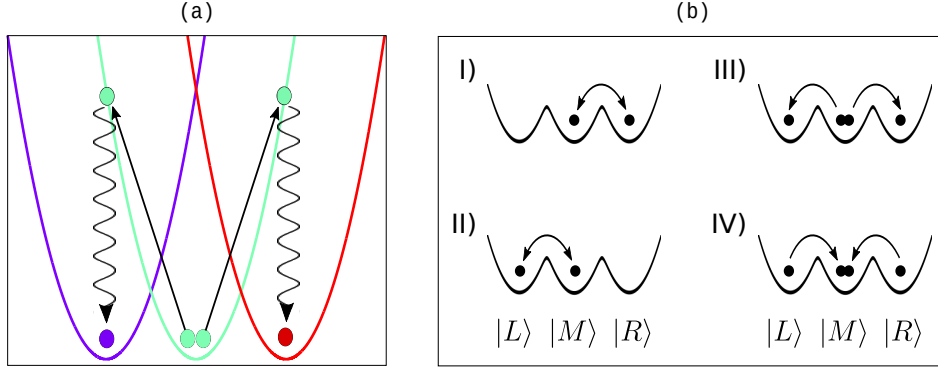 (a)
(b)
I)
III)
II)
IV)
|L⟩ |M⟩ |R⟩
|L⟩ |M⟩ |R⟩